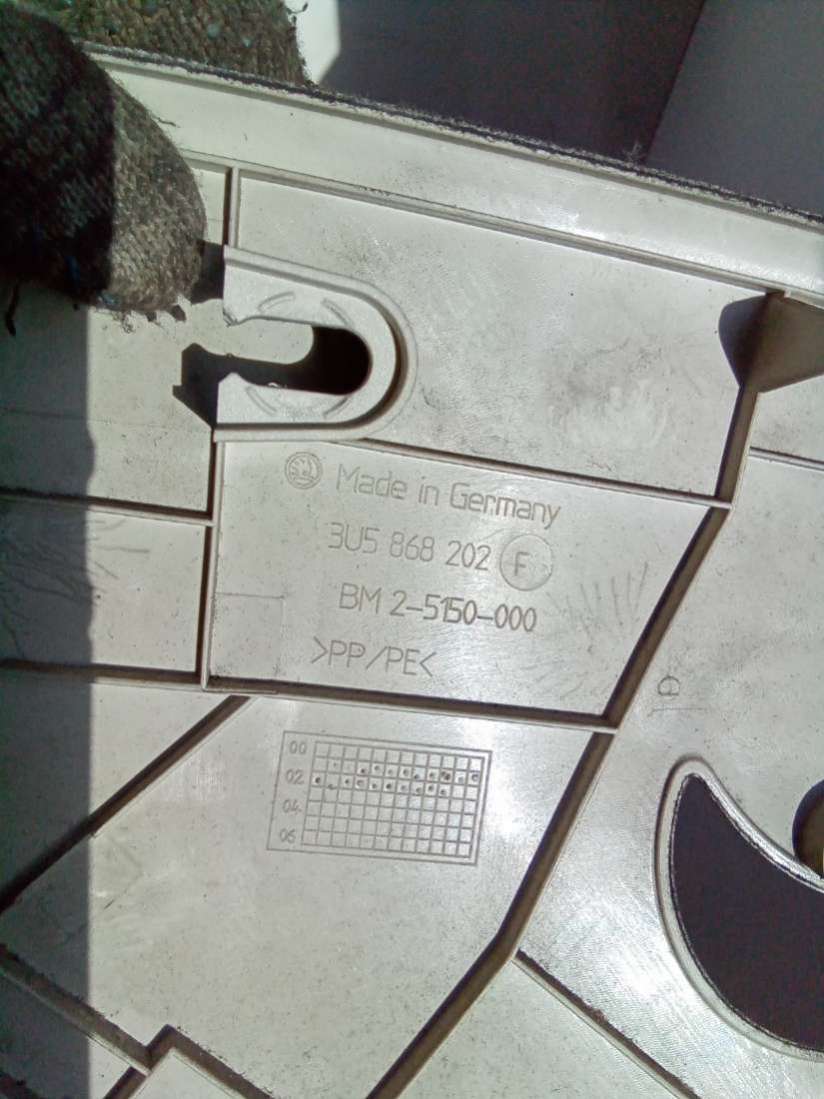 Made in Germany
3U5 868 202 F
BM 2-5150-000
>PP/PE<
00
02
04
06